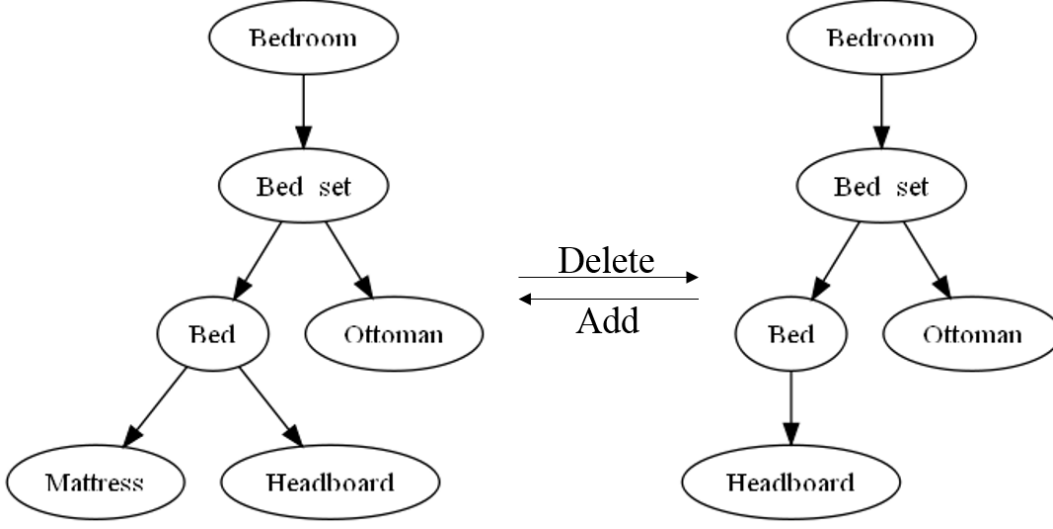 Bedroom
Bedroom
Bed set
Bed set
Delete
Add
Bed
Ottoman
Bed
Ottoman
Mattress
Headboard
Headboard